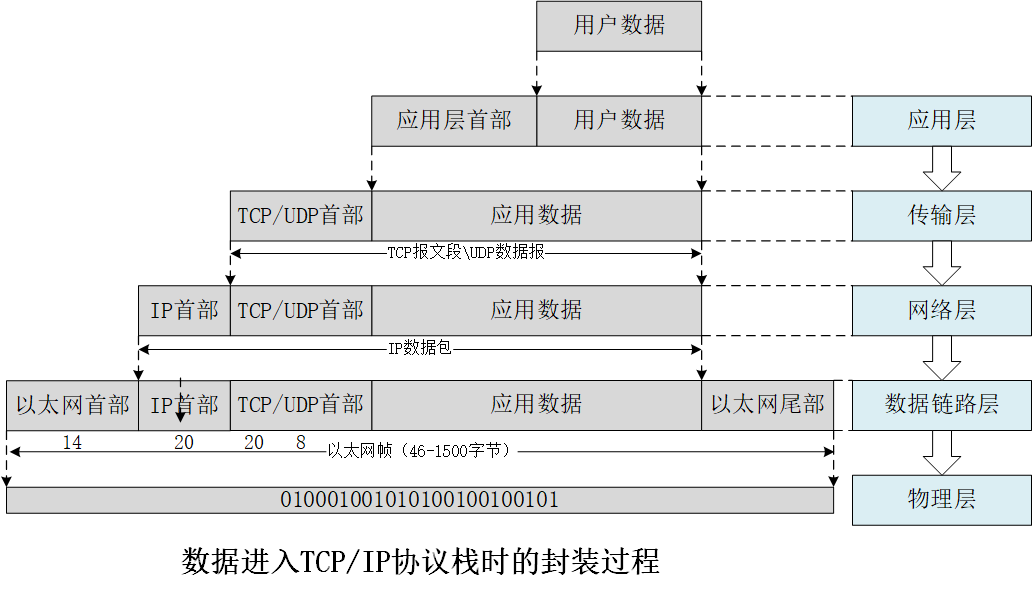 用户数据
应用层首部 用户数据 应用层
TCP/UDP首部 应用数据 传输层
TCP报文段\UDP数据报
IP首部 TCP/UDP首部 应用数据 网络层
IP数据包
以太网首部 IP首部 TCP/UDP首部 应用数据 以太网尾部 数据链路层
14 20 20 8
以太网帧（46-1500字节）
010001001010100100100101 物理层
数据进入TCP/IP协议栈时的封装过程